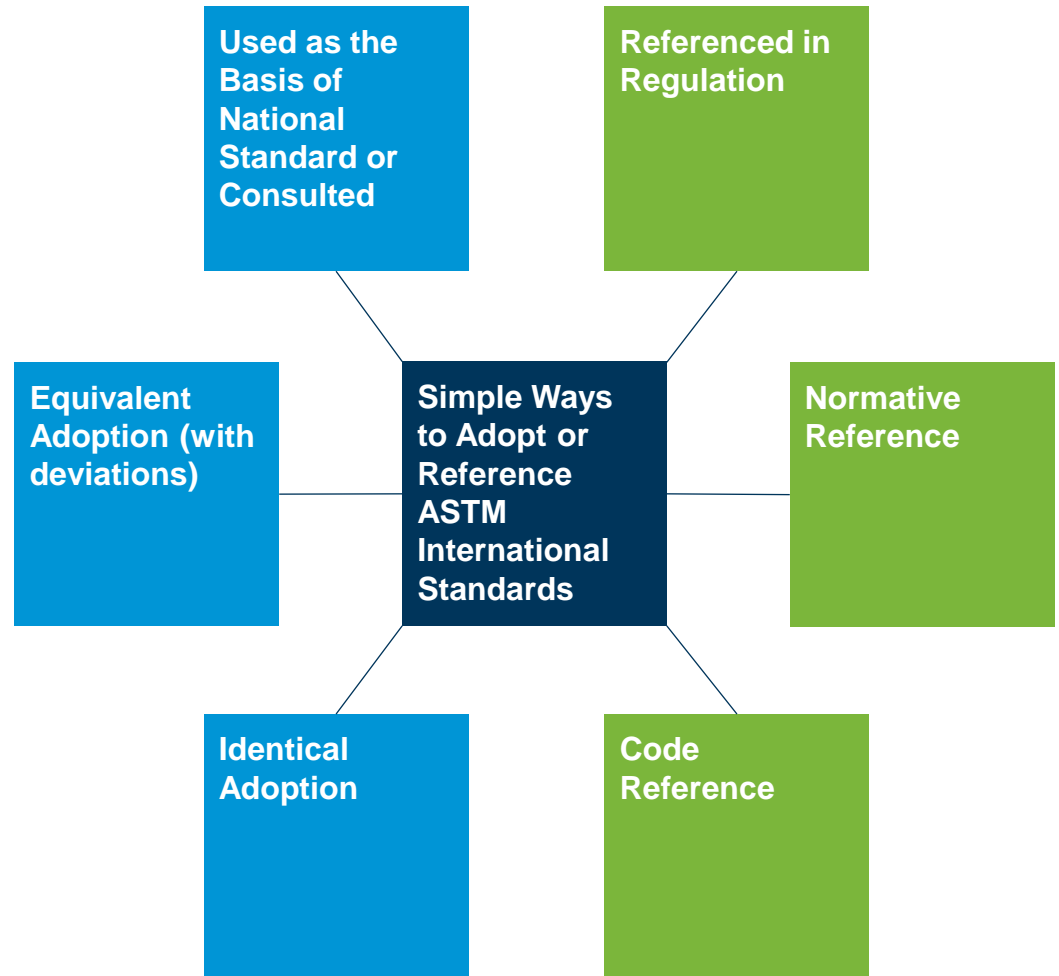 Used as the
Basis of
National
Standard or
Consulted
Referenced in
Regulation
Equivalent
Adoption (with
deviations)
Simple Ways
to Adopt or
Reference
ASTM
International
Standards
Normative
Reference
Identical
Adoption
Code
Reference